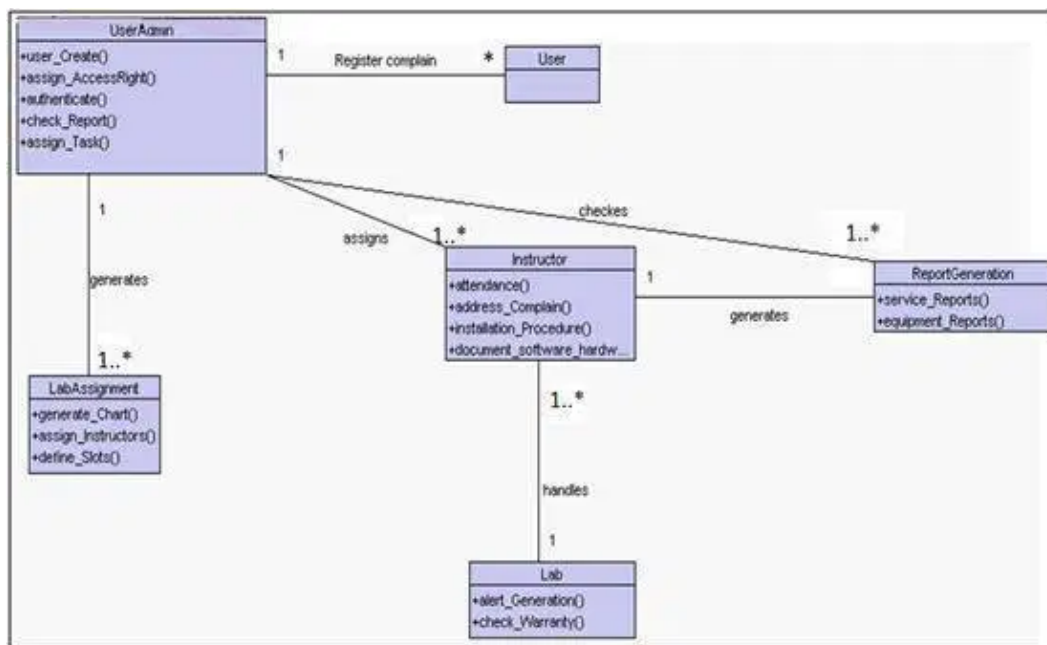 UserAdmin
+user_Create()
+assign_AccessRight()
+authenticate()
+check_Report()
+assign_Task()
1
Register complain
*
User
1
1
checkes
1..*
assigns
1..*
generates
Instructor
+attendance()
+address_Complain()
+installation_Procedure()
+document_software_hardw...
1
generates
ReportGeneration
+service_Reports()
+equipment_Reports()
1..*
LabAssignment
+generate_Chart()
+assign_Instructors()
+define_Slots()
1..*
handles
1
Lab
+alert_Generation()
+check_Warranty()